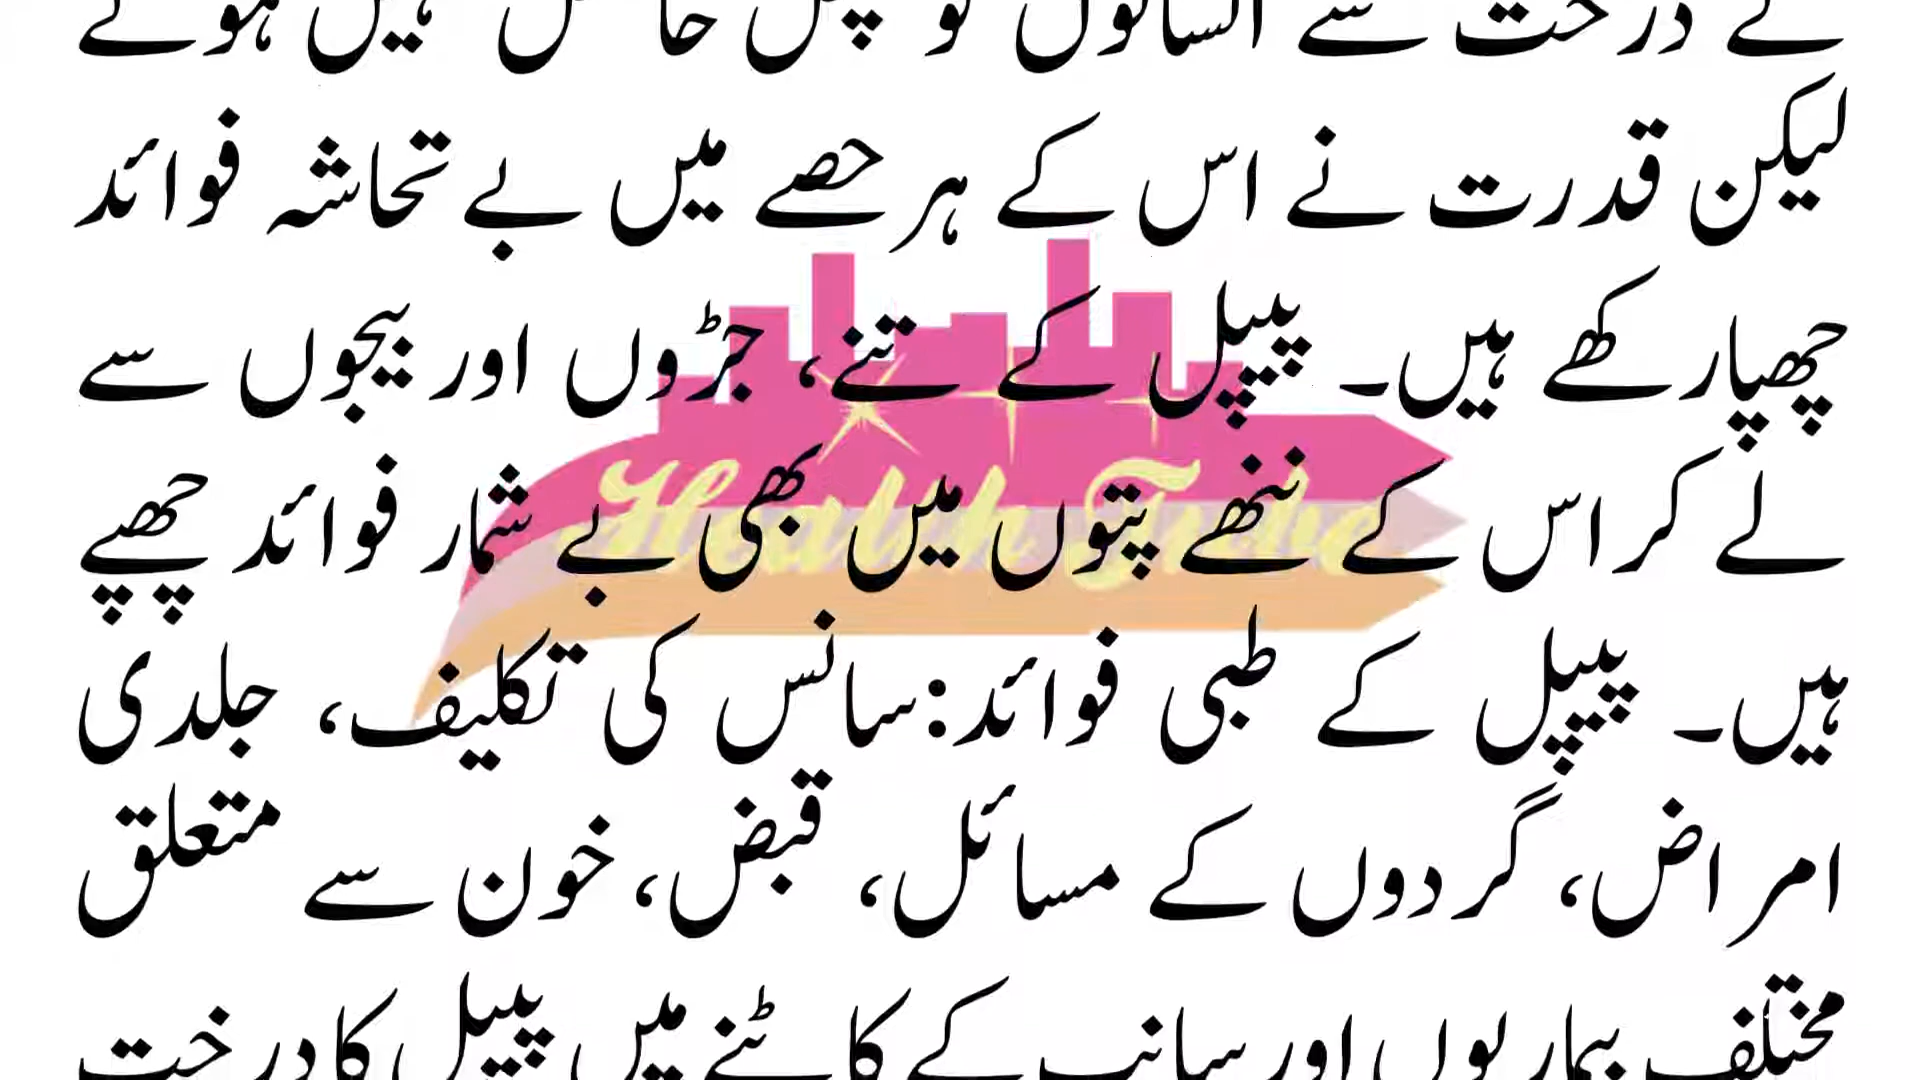 کے درخت سے انسانوں کو پھل حاصل نہیں ہوتے
لیکن قدرت نے اس کے ہر حصے میں بے تحاشہ فوائد
چھپا رکھے ہیں۔ پیپل کے تنے، جڑوں اور بیجوں سے
لے کر اس کے ننھے پتوں میں بھی بے شمار فوائد چھپے
ہیں۔ پیپل کے طبی فوائد:سانس کی تکلیف، جلدی
امراض، گردوں کے مسائل، قبض، خون سے متعلق
مختلف بیماریوں اور سانپ کے کاٹنے میں پیپل کا درخت
Health Time